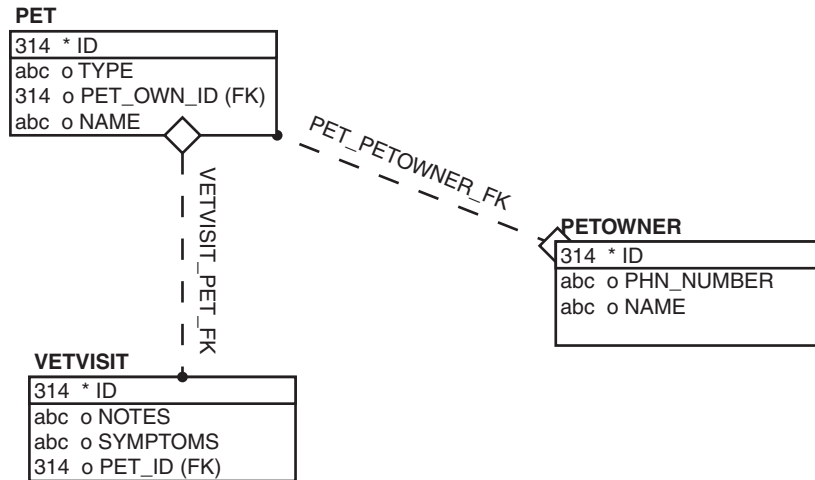 PET
314 * ID
abc o TYPE
314 o PET_OWN_ID (FK)
abc o NAME
PET_PETOWNER_FK
VETVISIT_PET_FK
PETOWNER
314 * ID
abc o PHN_NUMBER
abc o NAME
VETVISIT
314 * ID
abc o NOTES
abc o SYMPTOMS
314 o PET_ID (FK)